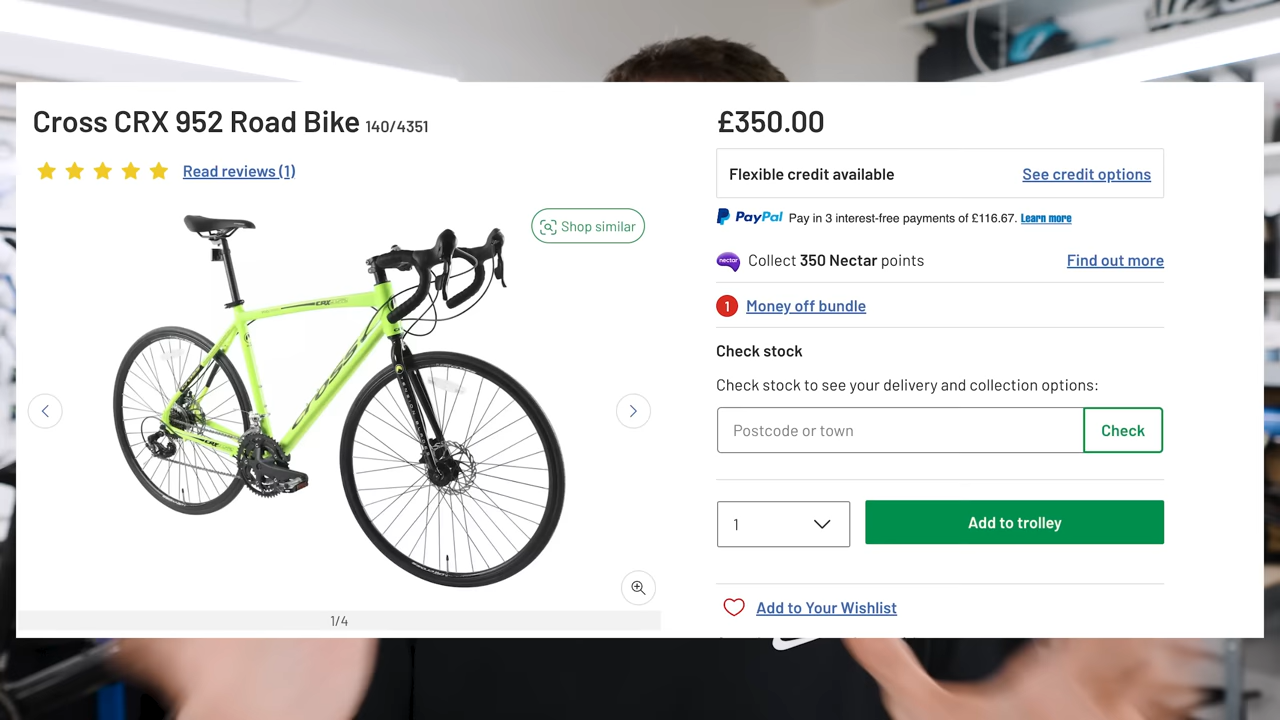 Cross CRX 952 Road Bike 140/4351
Read reviews (1)
Shop similar
CROSS
1/4
£350.00
Flexible credit available
See credit options
PayPal Pay in 3 interest-free payments of £116.67. Learn more
nectar Collect 350 Nectar points
Find out more
1 Money off bundle
Check stock
Check stock to see your delivery and collection options:
Postcode or town
Check
1
Add to trolley
Add to Your Wishlist